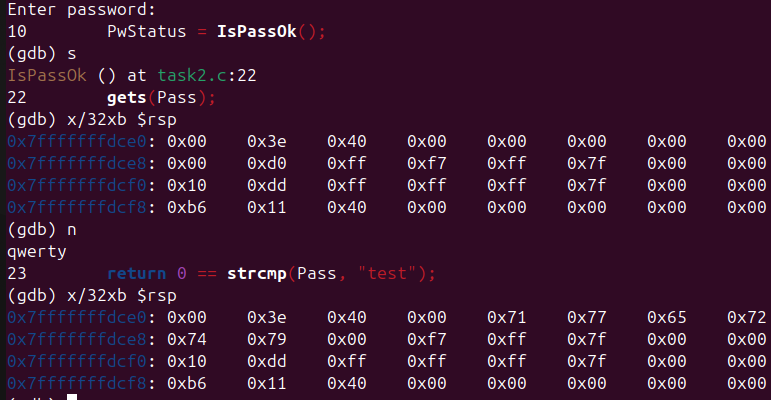 Enter password:
10        PwStatus = IsPassOk();
(gdb) s
IsPassOk () at task2.c:22
22        gets(Pass);
(gdb) x/32xb $rsp
0x7fffffffdce0: 0x00    0x3e    0x40    0x00    0x00    0x00    0x00    0x00
0x7fffffffdce8: 0x00    0xd0    0xff    0xf7    0xff    0x7f    0x00    0x00
0x7fffffffdcf0: 0x10    0xdd    0xff    0xff    0xff    0x7f    0x00    0x00
0x7fffffffdcf8: 0xb6    0x11    0x40    0x00    0x00    0x00    0x00    0x00
(gdb) n
qwerty
23        return 0 == strcmp(Pass, "test");
(gdb) x/32xb $rsp
0x7fffffffdce0: 0x00    0x3e    0x40    0x00    0x71    0x77    0x65    0x72
0x7fffffffdce8: 0x74    0x79    0x00    0xf7    0xff    0x7f    0x00    0x00
0x7fffffffdcf0: 0x10    0xdd    0xff    0xff    0xff    0x7f    0x00    0x00
0x7fffffffdcf8: 0xb6    0x11    0x40    0x00    0x00    0x00    0x00    0x00
(gdb)